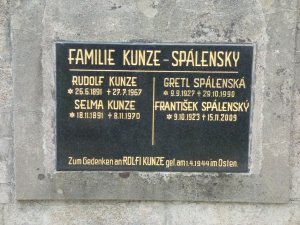 FAMILIE KUNZE-SPÁLENSKY
RUDOLF KUNZE
* 26.6.1891 + 27.7.1967
SELMA KUNZE
* 18.11.1891 + 8.11.1970
GRETL SPÁLENSKÁ
* 9.9.1927 + 29.10.1990
FRANTIŠEK SPÁLENSKÝ
* 9.10.1923 + 15.11.2009
Zum Gedenken an ROLFI KUNZE gef. am 1.4.1944 im Osten.